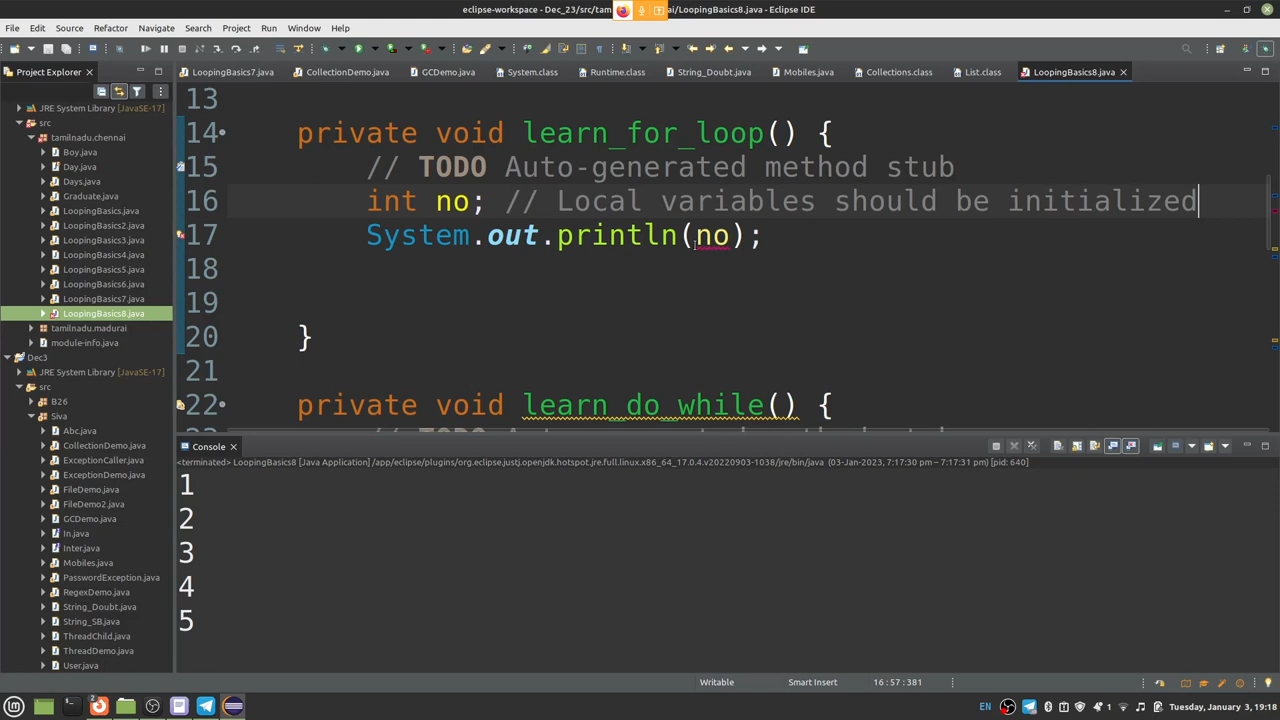 eclipse-workspace - Dec_23/src/tam
ai/LoopingBasics8.java - Eclipse IDE
File Edit Source Refactor Navigate Search Project Run Window Help
Project Explorer
LoopingBasics7.java CollectionDemo.java GCDemo.java System.class Runtime.class String_Doubt.java Mobiles.java Collections.class List.class LoopingBasics8.java
JRE System Library [JavaSE-17]
src
tamilnadu.chennai
Boy.java
Day.java
Days.java
Graduate.java
LoopingBasics.java
LoopingBasics2.java
LoopingBasics3.java
LoopingBasics4.java
LoopingBasics5.java
LoopingBasics6.java
LoopingBasics7.java
LoopingBasics8.java
tamilnadu.madurai
module-info.java
Dec3
JRE System Library [JavaSE-17]
src
B26
Siva
Abc.java
CollectionDemo.java
ExceptionCaller.java
ExceptionDemo.java
FileDemo.java
FileDemo2.java
GCDemo.java
In.java
Inter.java
Mobiles.java
PasswordException.java
RegexDemo.java
String_Doubt.java
String_SB.java
ThreadChild.java
ThreadDemo.java
User.java
13
14 private void learn_for_loop() {
15 // TODO Auto-generated method stub
16 int no; // Local variables should be initialized
17 System.out.println(no);
18
19
20 }
21
22 private void learn_do_while() {
Console
<terminated> LoopingBasics8 [Java Application] /app/eclipse/plugins/org.eclipse.justj.openjdk.hotspot.jre.full.linux.x86_64_17.0.4.v20220903-1038/jre/bin/java (03-Jan-2023, 7:17:30 pm – 7:17:31 pm) [pid: 640]
1
2
3
4
5
Writable Smart Insert 16 : 57 : 381
2 EN 1 Tuesday, January 3, 19:18